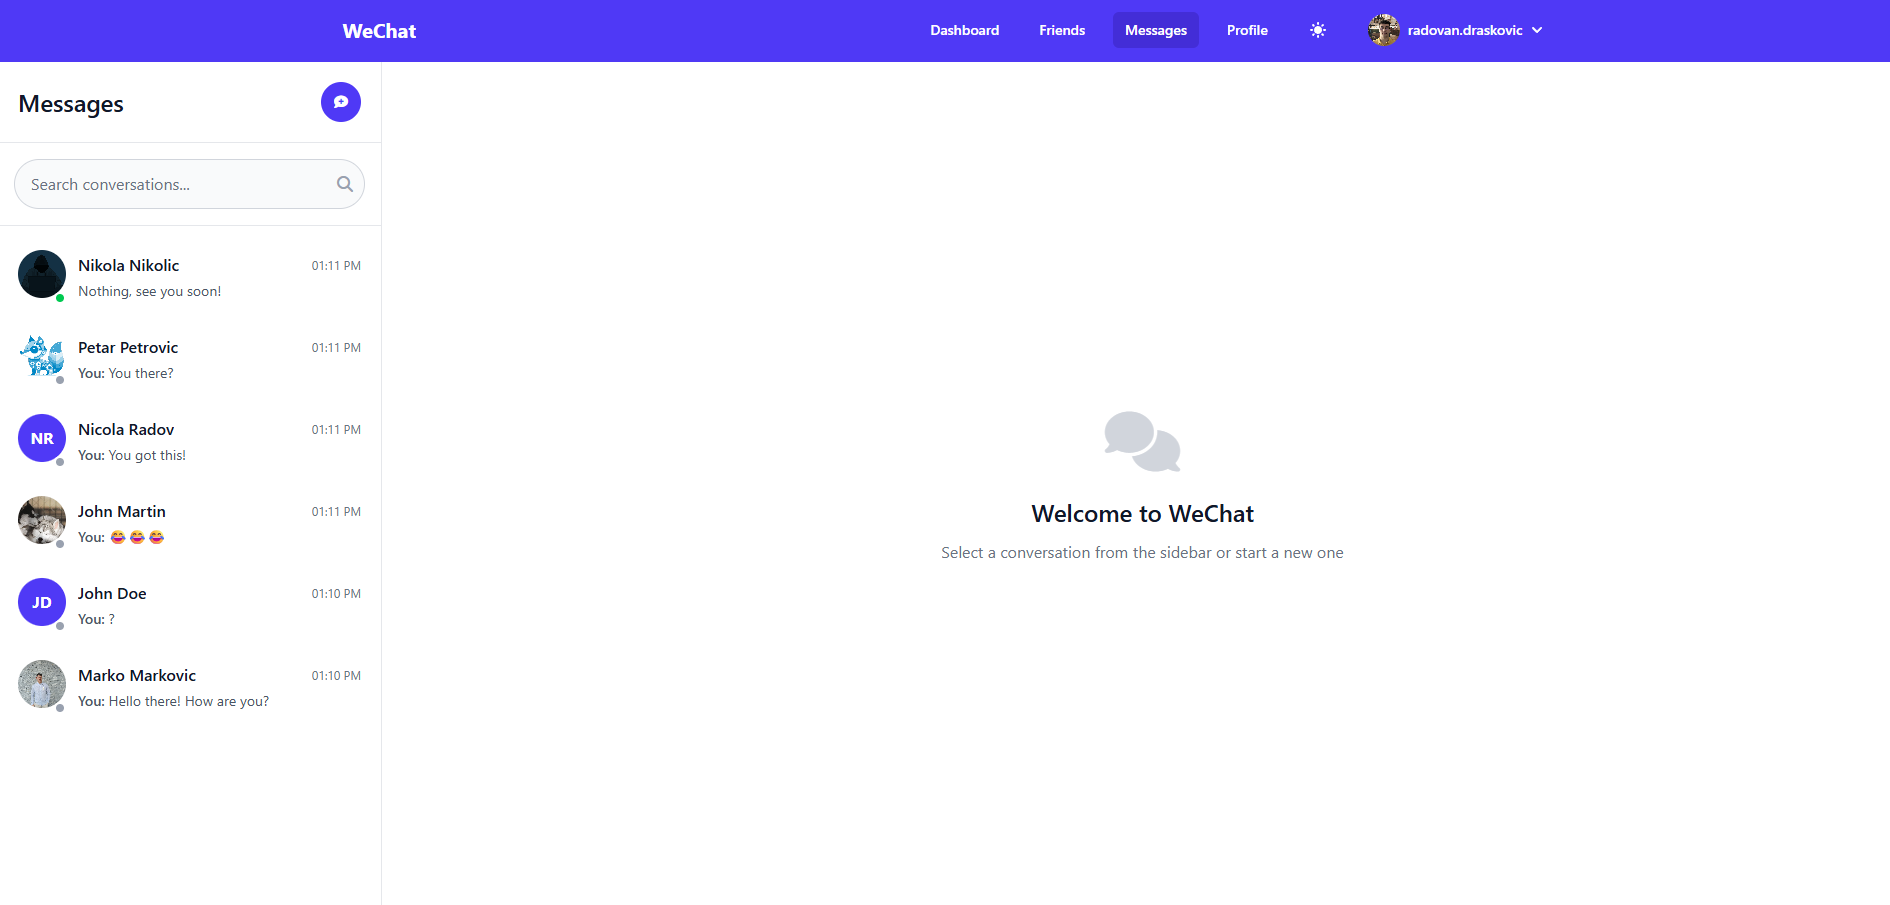 WeChat
Dashboard
Friends
Messages
Profile
radovan.draskovic
Messages
Search conversations...
Nikola Nikolic
01:11 PM
Nothing, see you soon!
Petar Petrovic
01:11 PM
You: You there?
NR
Nicola Radov
01:11 PM
You: You got this!
John Martin
01:11 PM
You: 😂 😂 😂
JD
John Doe
01:10 PM
You: ?
Marko Markovic
01:10 PM
You: Hello there! How are you?
Welcome to WeChat
Select a conversation from the sidebar or start a new one